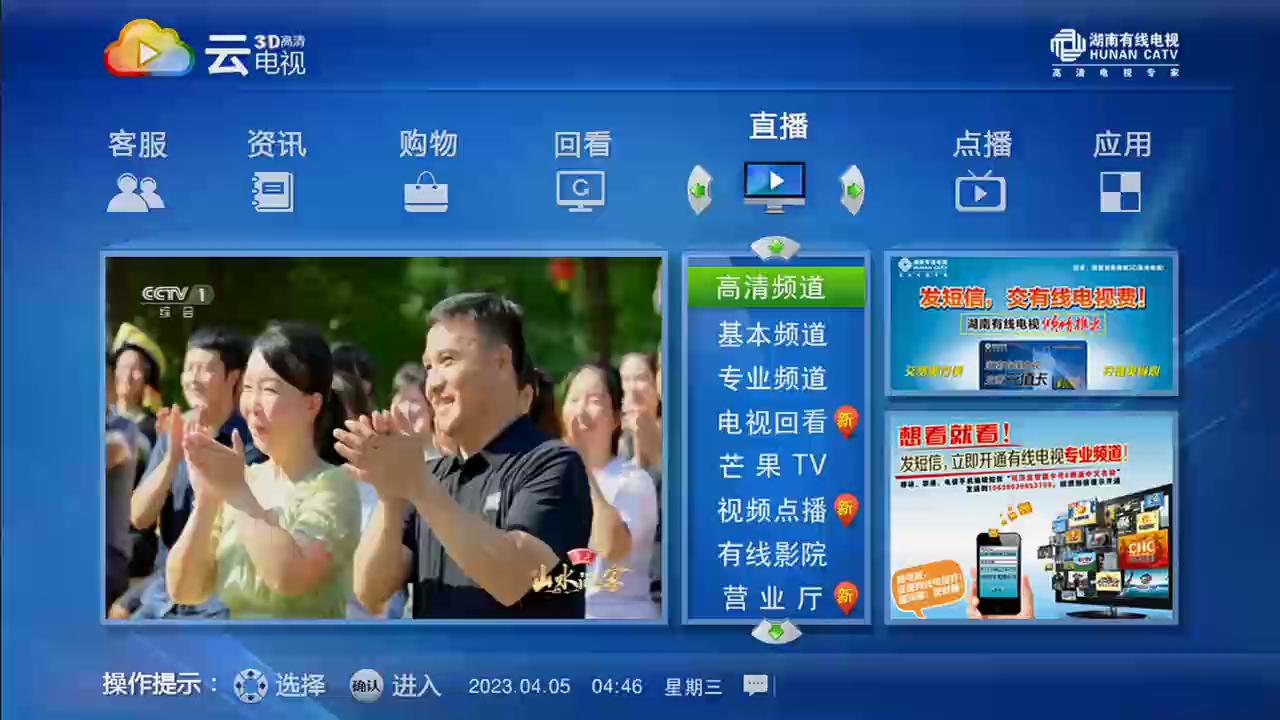 云 3D高清
电视
湖南有线电视
HUNAN CATV
高清电视专家
客服
资讯
购物
回看
直播
点播
应用
CCTV 1
综合
高清频道
基本频道
专业频道
电视回看 新
芒果TV
视频点播 新
有线影院
营业厅 新
发短信，交有线电视费！
湖南有线电视
想看就看！
发短信，立即开通有线电视专业频道！
CHC
操作提示：
选择
确认
进入
2023.04.05
04:46
星期三